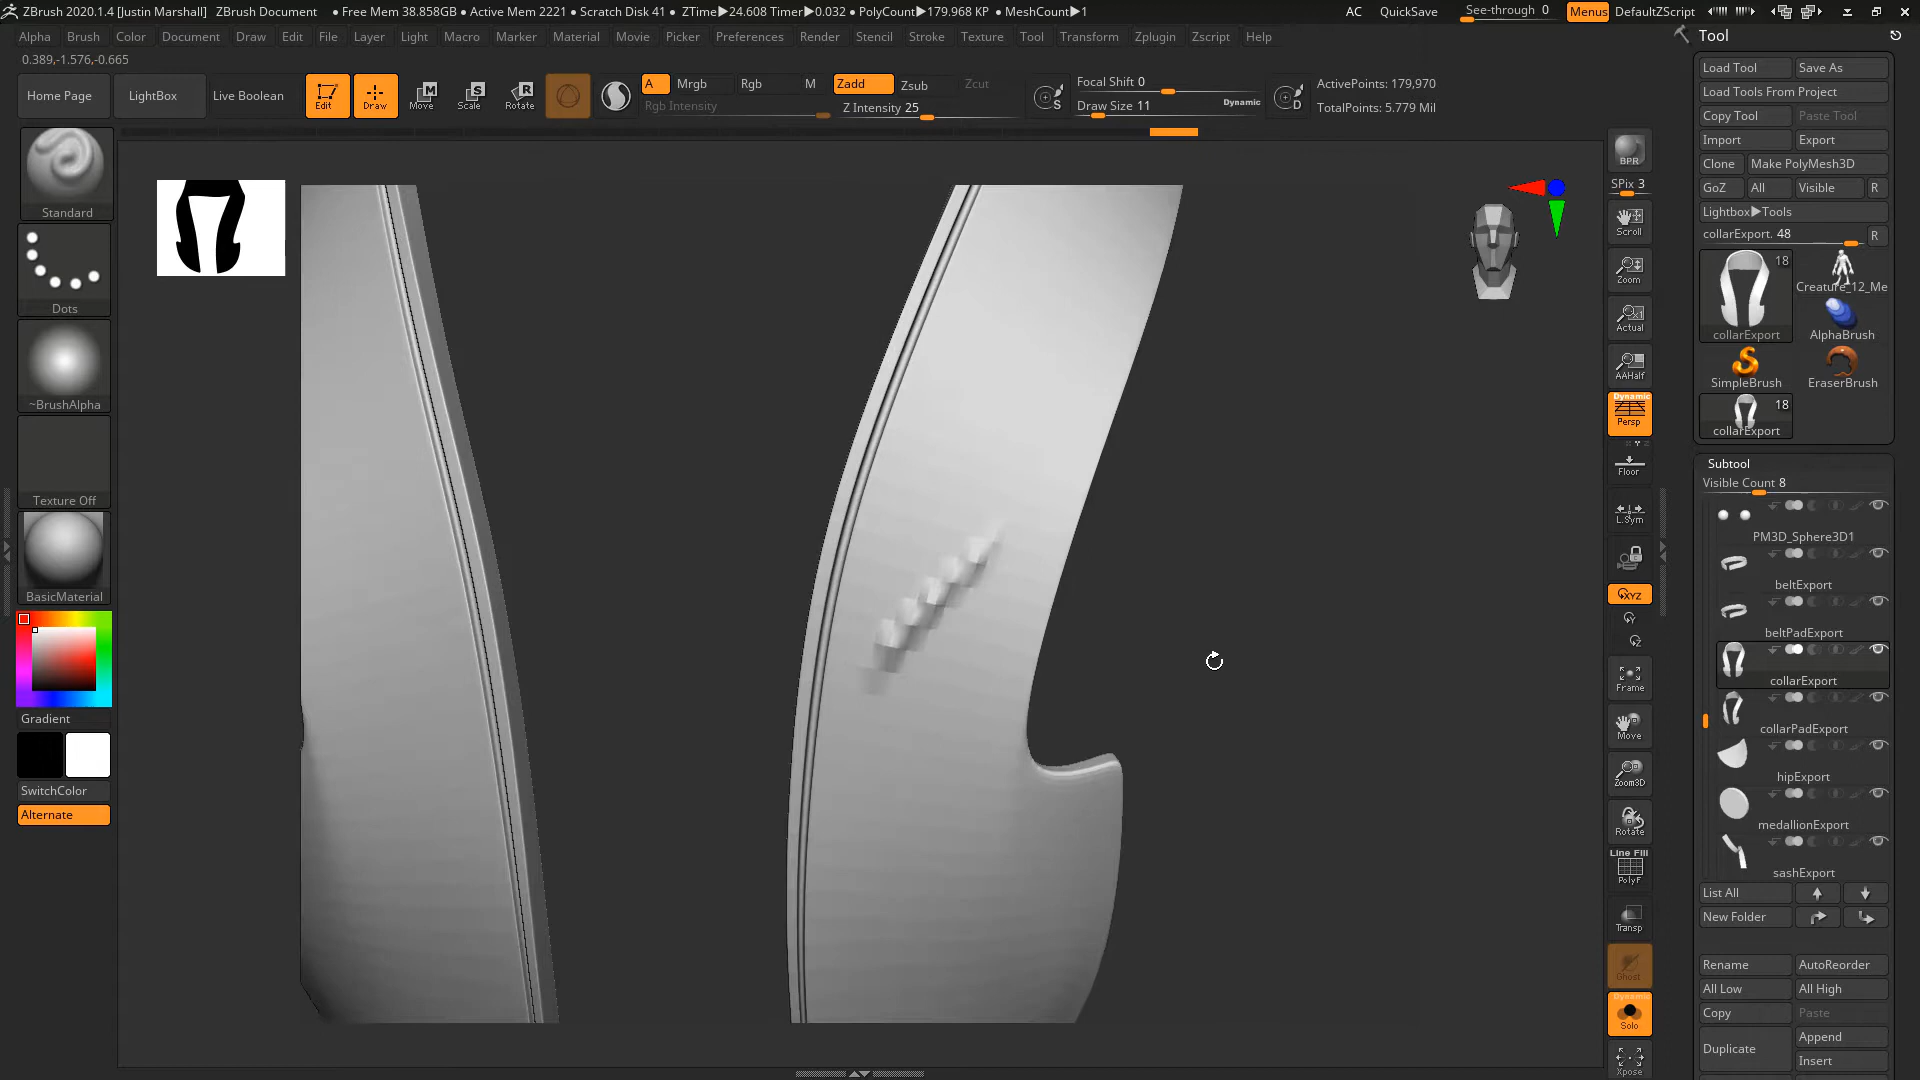 ZBrush 2020.1.4 [Justin Marshall] ZBrush Document ● Free Mem 38.858GB ● Active Mem 2221 ● Scratch Disk 41 ● ZTime▶24.608 Timer▶0.032 ● PolyCount▶179.968 KP ● MeshCount▶1 AC QuickSave See-through 0 Menus DefaultZScript
Alpha Brush Color Document Draw Edit File Layer Light Macro Marker Material Movie Picker Preferences Render Stencil Stroke Texture Tool Transform Zplugin Zscript Help
0.389,-1.576,-0.665
Home Page LightBox Live Boolean Edit Draw Move Scale Rotate
A Mrgb Rgb M Zadd Zsub Zcut
Rgb Intensity Z Intensity 25
Focal Shift 0
Draw Size 11 Dynamic
ActivePoints: 179,970
TotalPoints: 5.779 Mil
Standard
Dots
~BrushAlpha
Texture Off
BasicMaterial
Gradient
SwitchColor
Alternate
BPR
SPix 3
Scroll
Zoom
Actual
AAHalf
Dynamic
Persp
Floor
L.Sym
XYZ
Y
Z
Frame
Move
Zoom3D
Rotate
Line Fill
PolyF
Transp
Ghost
Dynamic
Solo
Xpose
Tool
Load Tool Save As
Load Tools From Project
Copy Tool Paste Tool
Import Export
Clone Make PolyMesh3D
GoZ All Visible R
Lightbox▶Tools
collarExport. 48 R
18
collarExport
Creature_12_Me
AlphaBrush
SimpleBrush EraserBrush
18
collarExport
Subtool
Visible Count 8
PM3D_Sphere3D1
beltExport
beltPadExport
collarExport
collarPadExport
hipExport
medallionExport
sashExport
List All
New Folder
Rename AutoReorder
All Low All High
Copy Paste
Duplicate Append
Insert